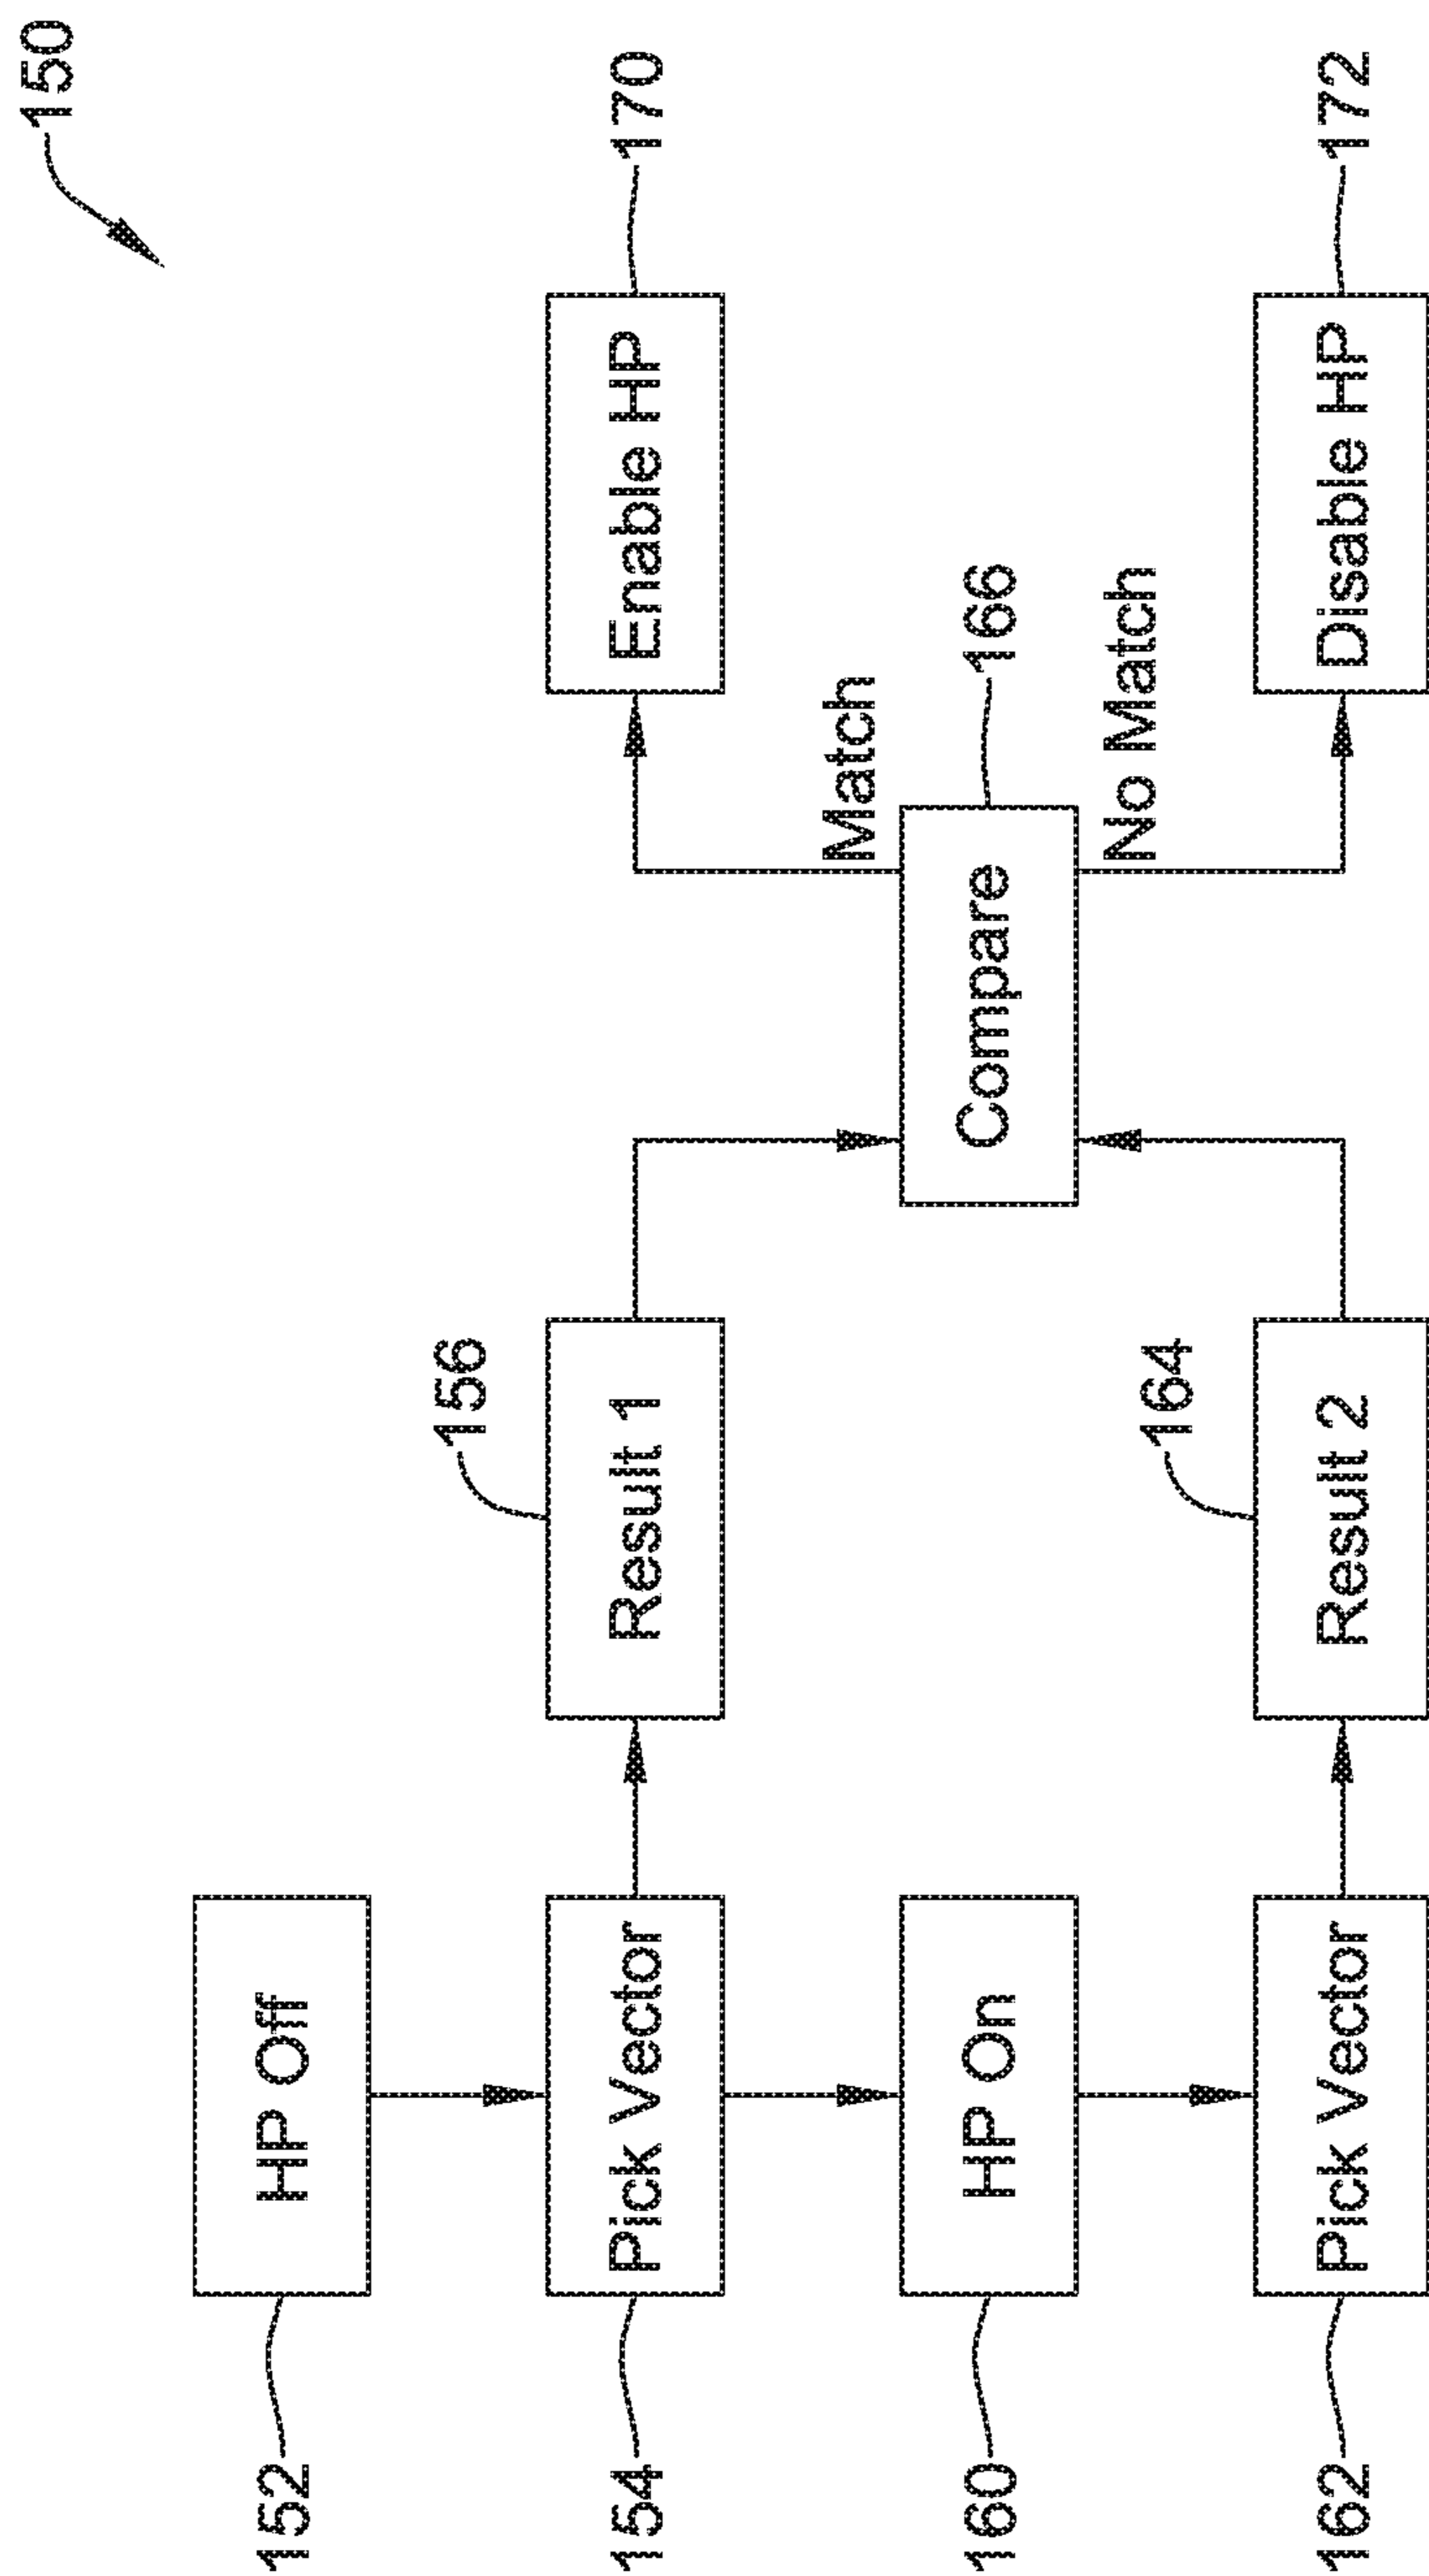 150
152
HP Off
154
Pick Vector
156
Result 1
Enable HP
170
160
HP On
Compare
166
Match
No Match
162
Pick Vector
164
Result 2
Disable HP
172